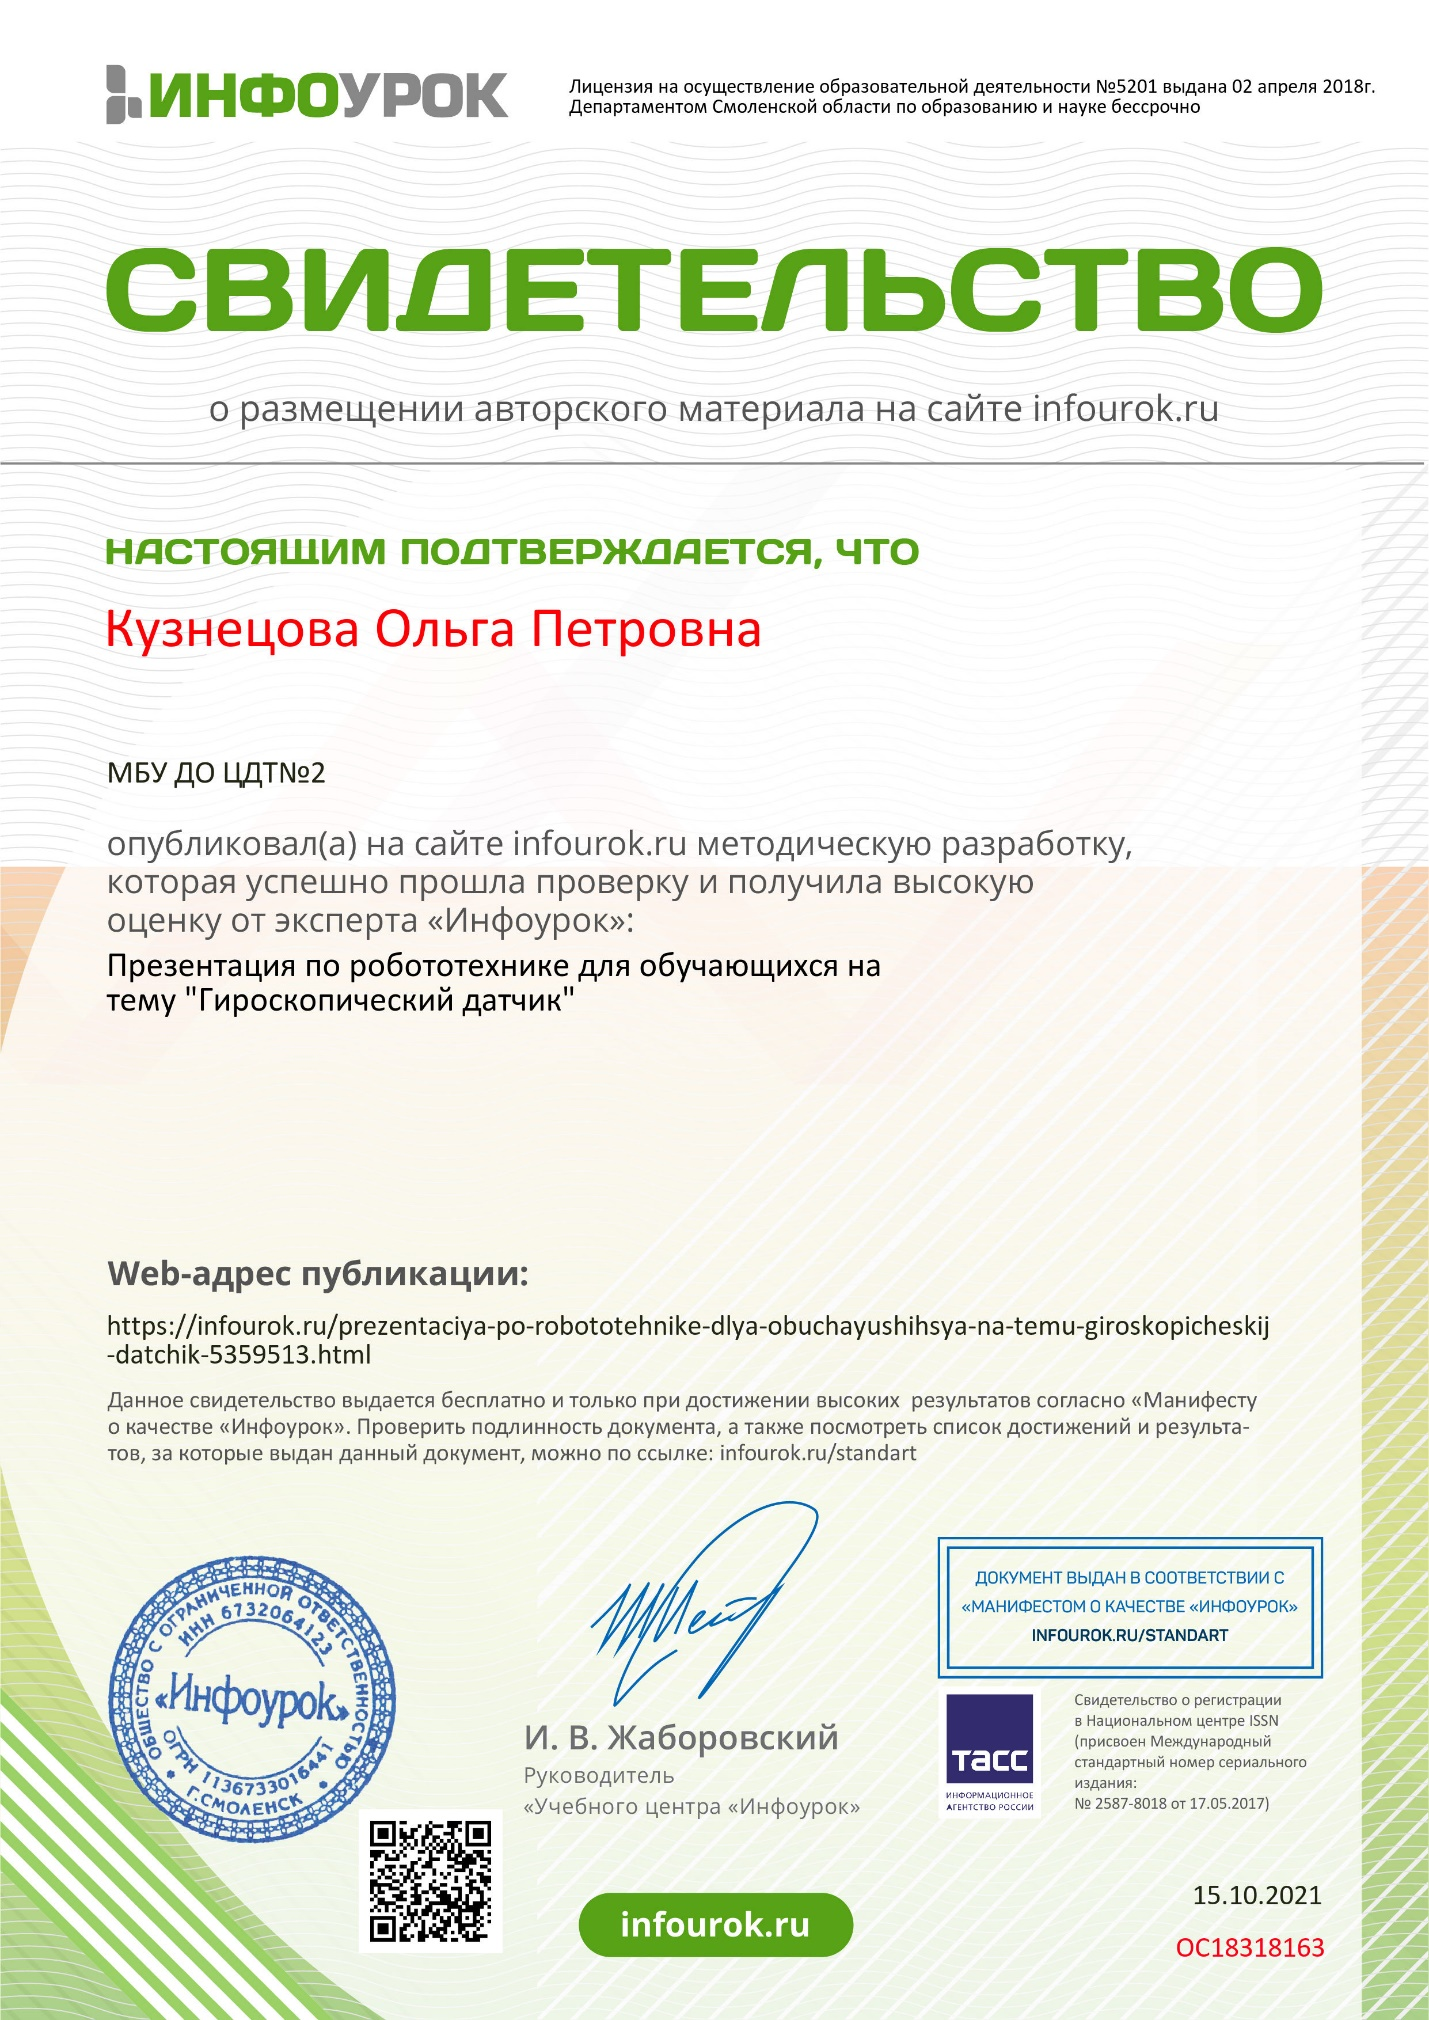 ИНФОУРОК
Лицензия на осуществление образовательной деятельности №5201 выдана 02 апреля 2018г.
Департаментом Смоленской области по образованию и науке бессрочно
СВИДЕТЕЛЬСТВО
о размещении авторского материала на сайте infourok.ru
НАСТОЯЩИМ ПОДТВЕРЖДАЕТСЯ, ЧТО
Кузнецова Ольга Петровна
МБУ ДО ЦДТ№2
опубликовал(а) на сайте infourok.ru методическую разработку,
которая успешно прошла проверку и получила высокую
оценку от эксперта «Инфоурок»:
Презентация по робототехнике для обучающихся на
тему "Гироскопический датчик"
Web-адрес публикации:
https://infourok.ru/prezentaciya-po-robototehnike-dlya-obuchayushihsya-na-temu-giroskopicheskij
-datchik-5359513.html
Данное свидетельство выдается бесплатно и только при достижении высоких  результатов согласно «Манифесту
о качестве «Инфоурок». Проверить подлинность документа, а также посмотреть список достижений и результа-
тов, за которые выдан данный документ, можно по ссылке: infourok.ru/standart
ОБЩЕСТВО С ОГРАНИЧЕННОЙ ОТВЕТСТВЕННОСТЬЮ
ИНН 6732064123
«Инфоурок»
ОГРН 1136733016441
Г.СМОЛЕНСК
И. В. Жаборовский
Руководитель
«Учебного центра «Инфоурок»
ДОКУМЕНТ ВЫДАН В СООТВЕТСТВИИ С
«МАНИФЕСТОМ О КАЧЕСТВЕ «ИНФОУРОК»
INFOUROK.RU/STANDART
ТАСС
ИНФОРМАЦИОННОЕ
АГЕНТСТВО РОССИИ
Свидетельство о регистрации
в Национальном центре ISSN
(присвоен Международный
стандартный номер сериального
издания:
№ 2587-8018 от 17.05.2017)
infourok.ru
15.10.2021
ОС18318163